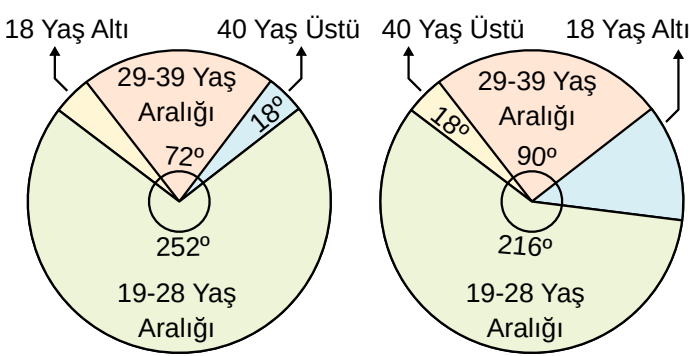 18 Yaş Altı
40 Yaş Üstü
29-39 Yaş
Aralığı
18º
72º
252º
19-28 Yaş
Aralığı
40 Yaş Üstü
18 Yaş Altı
29-39 Yaş
Aralığı
18º
90º
216º
19-28 Yaş
Aralığı